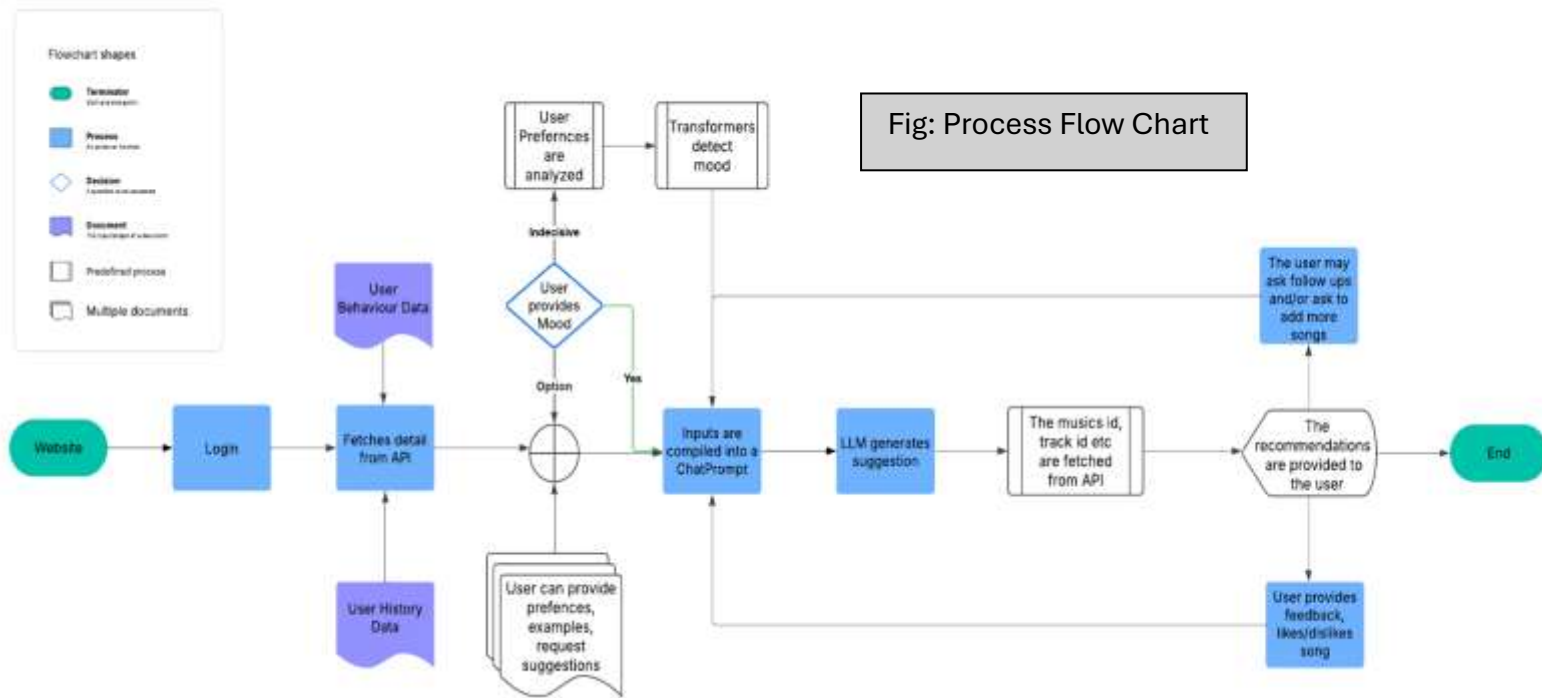 Flowchart shapes
Terminator
Process
Decision
Document
Predefined process
Multiple documents
Fig: Process Flow Chart
User
Prefernces
are
analyzed
Transformers
detect
mood
Indecisive
User
provides
Mood
Yes
Option
User
Behaviour Data
The user may
ask follow ups
and/or ask to
add more
songs
Website
Login
Fetches detail
from API
Inputs are
compiled into a
ChatPrompt
LLM generates
suggestion
The musics id,
track id etc
are fetched
from API
The
recommendations
are provided to
the user
End
User History
Data
User can provide
prefences,
examples,
request
suggestions
User provides
feedback,
likes/dislikes
song